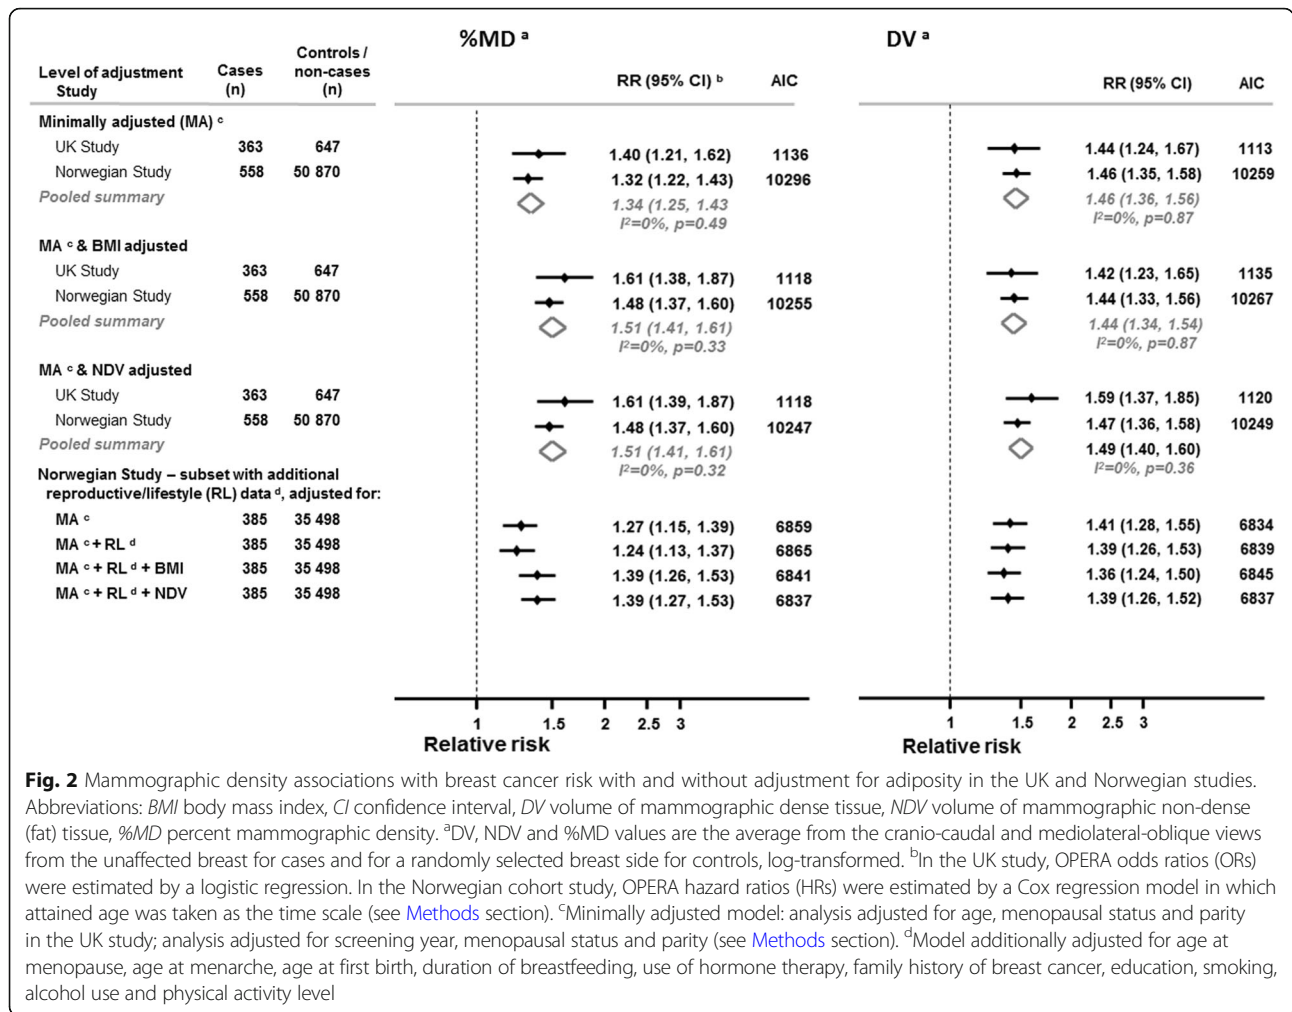 %MD a
DV a
Level of adjustment
Study
Cases
(n)
Controls /
non-cases
(n)
RR (95% CI) b
AIC
RR (95% CI)
AIC
Minimally adjusted (MA) c
UK Study 363 647 1.40 (1.21, 1.62) 1136 1.44 (1.24, 1.67) 1113
Norwegian Study 558 50 870 1.32 (1.22, 1.43) 10296 1.46 (1.35, 1.58) 10259
Pooled summary 1.34 (1.25, 1.43 1.46 (1.36, 1.56)
I²=0%, p=0.49 I²=0%, p=0.87
MA c & BMI adjusted
UK Study 363 647 1.61 (1.38, 1.87) 1118 1.42 (1.23, 1.65) 1135
Norwegian Study 558 50 870 1.48 (1.37, 1.60) 10255 1.44 (1.33, 1.56) 10267
Pooled summary 1.51 (1.41, 1.61) 1.44 (1.34, 1.54)
I²=0%, p=0.33 I²=0%, p=0.87
MA c & NDV adjusted
UK Study 363 647 1.61 (1.39, 1.87) 1118 1.59 (1.37, 1.85) 1120
Norwegian Study 558 50 870 1.48 (1.37, 1.60) 10247 1.47 (1.36, 1.58) 10249
Pooled summary 1.51 (1.41, 1.61) 1.49 (1.40, 1.60)
I²=0%, p=0.32 I²=0%, p=0.36
Norwegian Study – subset with additional
reproductive/lifestyle (RL) data d, adjusted for:
MA c 385 35 498 1.27 (1.15, 1.39) 6859 1.41 (1.28, 1.55) 6834
MA c + RL d 385 35 498 1.24 (1.13, 1.37) 6865 1.39 (1.26, 1.53) 6839
MA c + RL d + BMI 385 35 498 1.39 (1.26, 1.53) 6841 1.36 (1.24, 1.50) 6845
MA c + RL d + NDV 385 35 498 1.39 (1.27, 1.53) 6837 1.39 (1.26, 1.52) 6837
1 1.5 2 2.5 3 1 1.5 2 2.5 3
Relative risk Relative risk
Fig. 2 Mammographic density associations with breast cancer risk with and without adjustment for adiposity in the UK and Norwegian studies.
Abbreviations: BMI body mass index, CI confidence interval, DV volume of mammographic dense tissue, NDV volume of mammographic non-dense
(fat) tissue, %MD percent mammographic density. aDV, NDV and %MD values are the average from the cranio-caudal and mediolateral-oblique views
from the unaffected breast for cases and for a randomly selected breast side for controls, log-transformed. bIn the UK study, OPERA odds ratios (ORs)
were estimated by a logistic regression. In the Norwegian cohort study, OPERA hazard ratios (HRs) were estimated by a Cox regression model in which
attained age was taken as the time scale (see Methods section). cMinimally adjusted model: analysis adjusted for age, menopausal status and parity
in the UK study; analysis adjusted for screening year, menopausal status and parity (see Methods section). dModel additionally adjusted for age at
menopause, age at menarche, age at first birth, duration of breastfeeding, use of hormone therapy, family history of breast cancer, education, smoking,
alcohol use and physical activity level